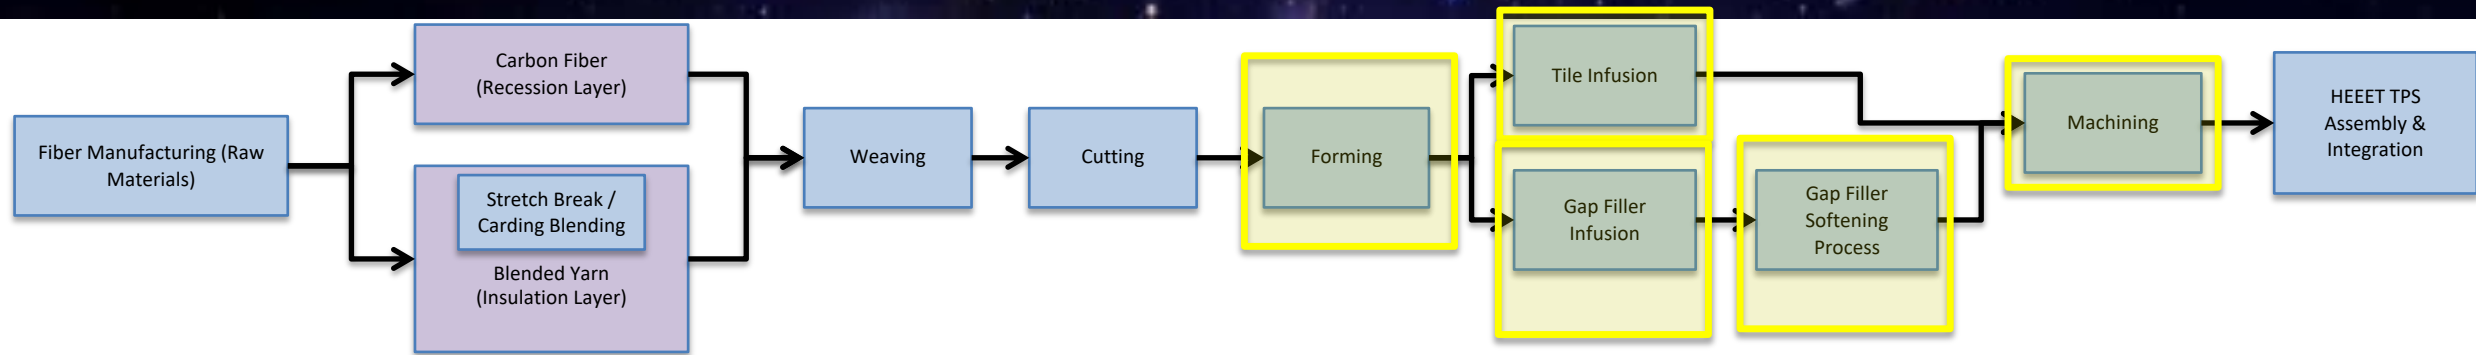 Fiber Manufacturing (Raw
Materials)
Carbon Fiber
(Recession Layer)
Stretch Break /
Carding Blending
Blended Yarn
(Insulation Layer)
Weaving
Cutting
Forming
Tile Infusion
Gap Filler
Infusion
Gap Filler
Softening
Process
Machining
HEEET TPS
Assembly &
Integration